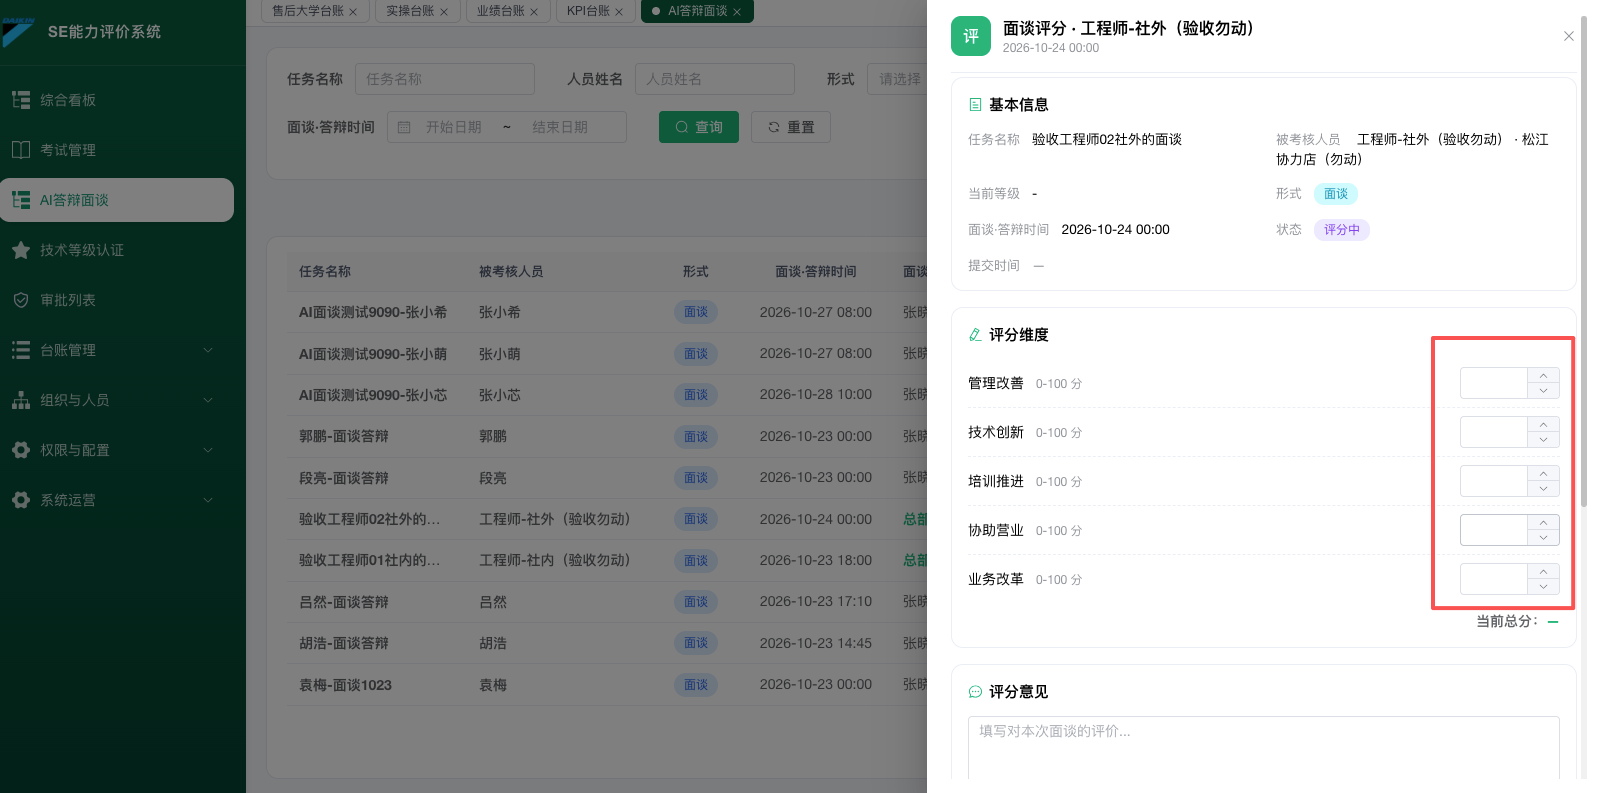 DAIKIN
SE能力评价系统
综合看板
考试管理
AI答辩面谈
技术等级认证
审批列表
台账管理
组织与人员
权限与配置
系统运营
售后大学台账 × 实操台账 × 业绩台账 × KPI台账 × AI答辩面谈 ×
任务名称 任务名称 人员姓名 人员姓名 形式 请选择
面谈·答辩时间 开始日期 ~ 结束日期 查询 重置
任务名称 被考核人员 形式 面谈·答辩时间 面谈
AI面谈测试9090-张小希 张小希 面谈 2026-10-27 08:00 张晓
AI面谈测试9090-张小萌 张小萌 面谈 2026-10-27 08:00 张晓
AI面谈测试9090-张小芯 张小芯 面谈 2026-10-28 10:00 张晓
郭鹏-面谈答辩 郭鹏 面谈 2026-10-23 00:00 张晓
段亮-面谈答辩 段亮 面谈 2026-10-23 00:00 张晓
验收工程师02社外的… 工程师-社外（验收勿动） 面谈 2026-10-24 00:00 总部
验收工程师01社内的… 工程师-社内（验收勿动） 面谈 2026-10-23 18:00 总部
吕然-面谈答辩 吕然 面谈 2026-10-23 17:10 张晓
胡浩-面谈答辩 胡浩 面谈 2026-10-23 14:45 张晓
袁梅-面谈1023 袁梅 面谈 2026-10-23 00:00 张晓
评 面谈评分 · 工程师-社外（验收勿动）
2026-10-24 00:00
基本信息
任务名称 验收工程师02社外的面谈
被考核人员 工程师-社外（验收勿动） · 松江
协力店（勿动）
当前等级 -
形式 面谈
面谈·答辩时间 2026-10-24 00:00
状态 评分中
提交时间 —
评分维度
管理改善 0-100 分
技术创新 0-100 分
培训推进 0-100 分
协助营业 0-100 分
业务改革 0-100 分
当前总分： —
评分意见
填写对本次面谈的评价...